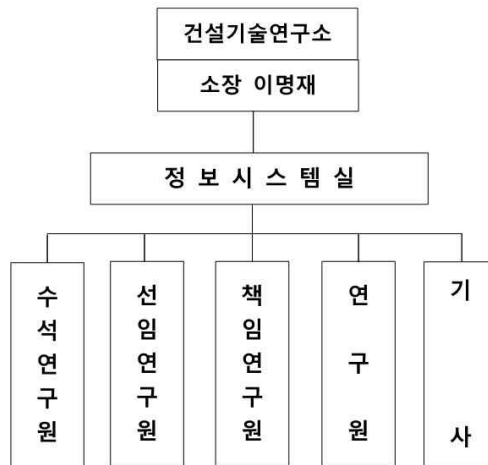 건설기술연구소
소장 이명재
정 보 시 스 템 실
수석연구원
선임연구원
책임연구원
연 구 원
기 사